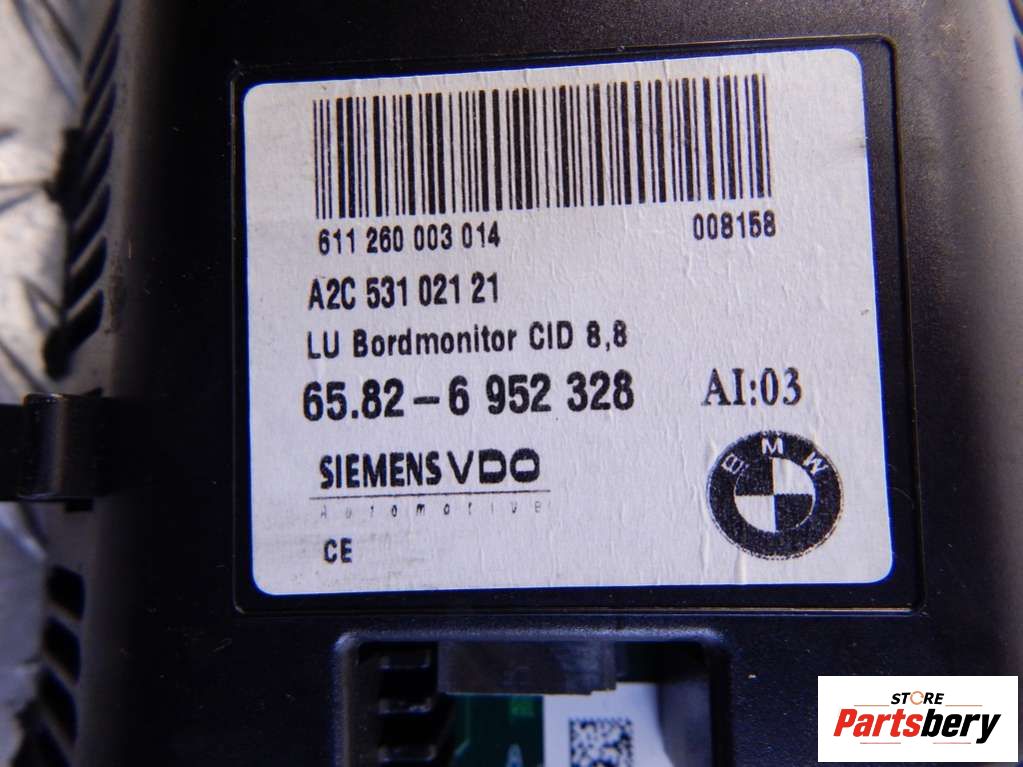 611 260 003 014 008158
A2C 531 021 21
LU Bordmonitor CID 8,8
65.82-6 952 328 AI:03
BMW
SIEMENS VDO
Automotive
CE
A
STORE
Partsbery